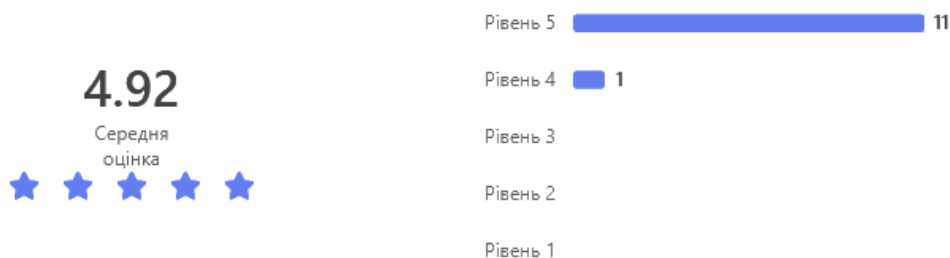 4.92
Середня
оцінка
Рівень 5 11
Рівень 4 1
Рівень 3
Рівень 2
Рівень 1